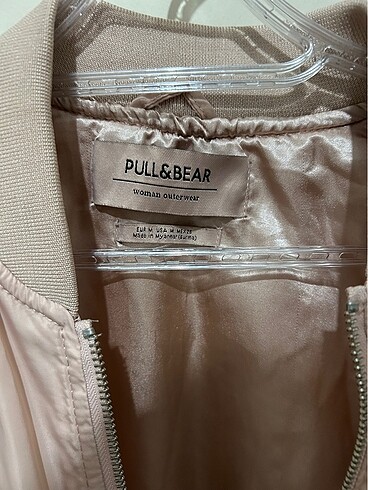 PULL&BEAR
woman outerwear
EUR M USA M MEX 28
Made in Myanmar(Burma)